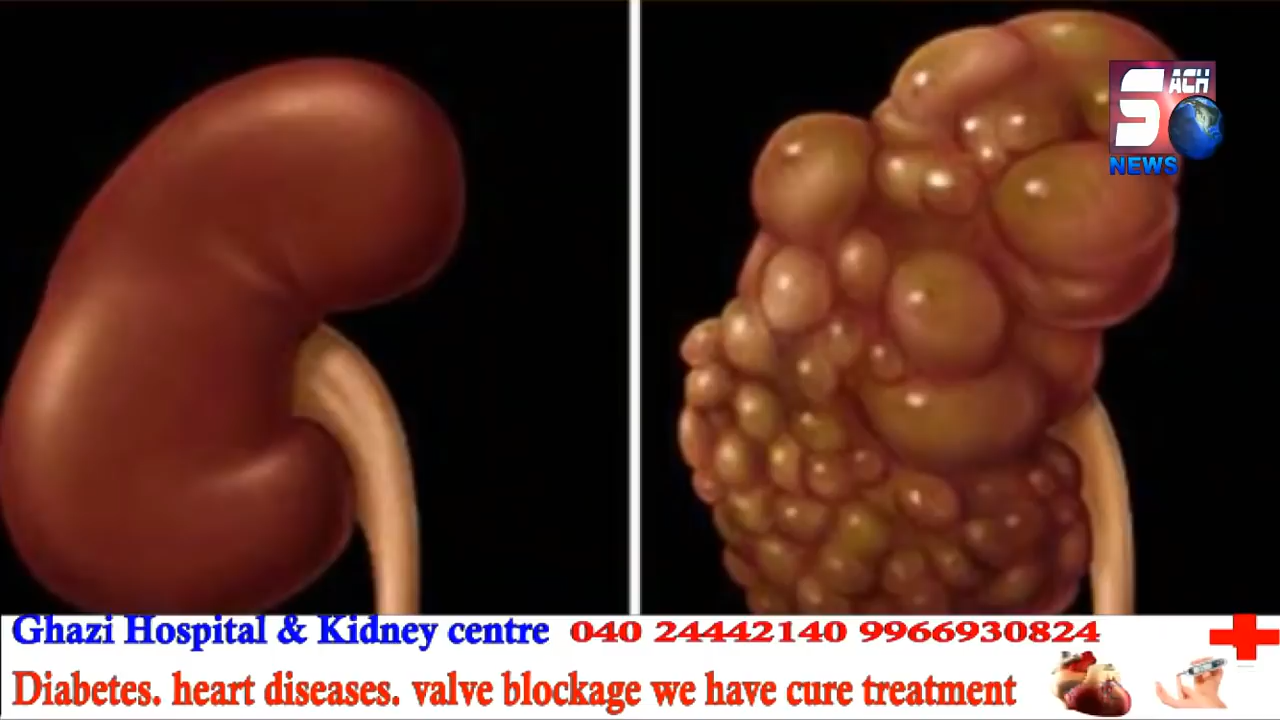 SACH
NEWS
Ghazi Hospital & Kidney centre 040 24442140 9966930824
Diabetes. heart diseases. valve blockage we have cure treatment